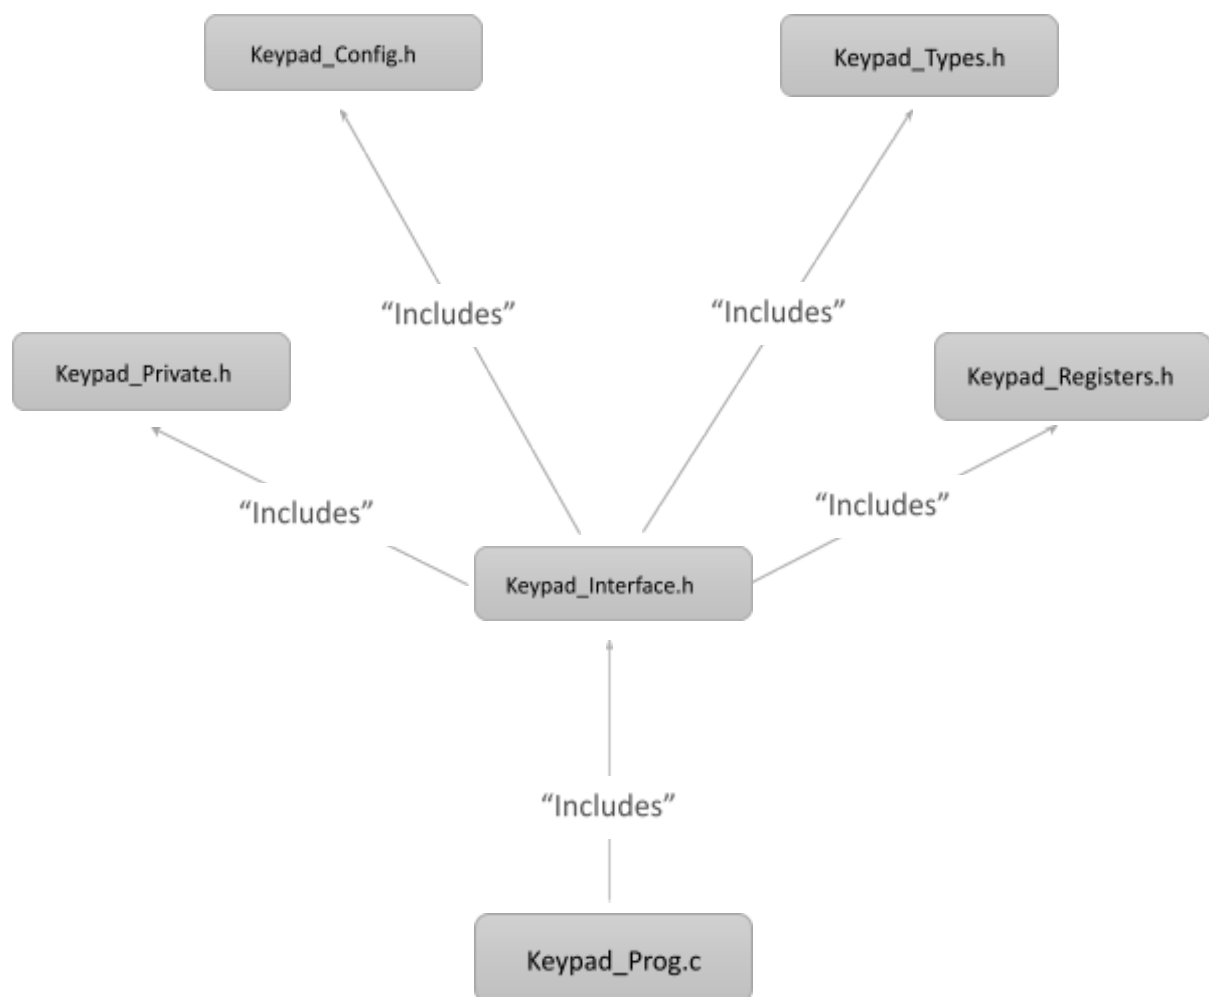 Keypad_Config.h
Keypad_Types.h
“Includes”
“Includes”
Keypad_Private.h
Keypad_Registers.h
“Includes”
“Includes”
Keypad_Interface.h
“Includes”
Keypad_Prog.c